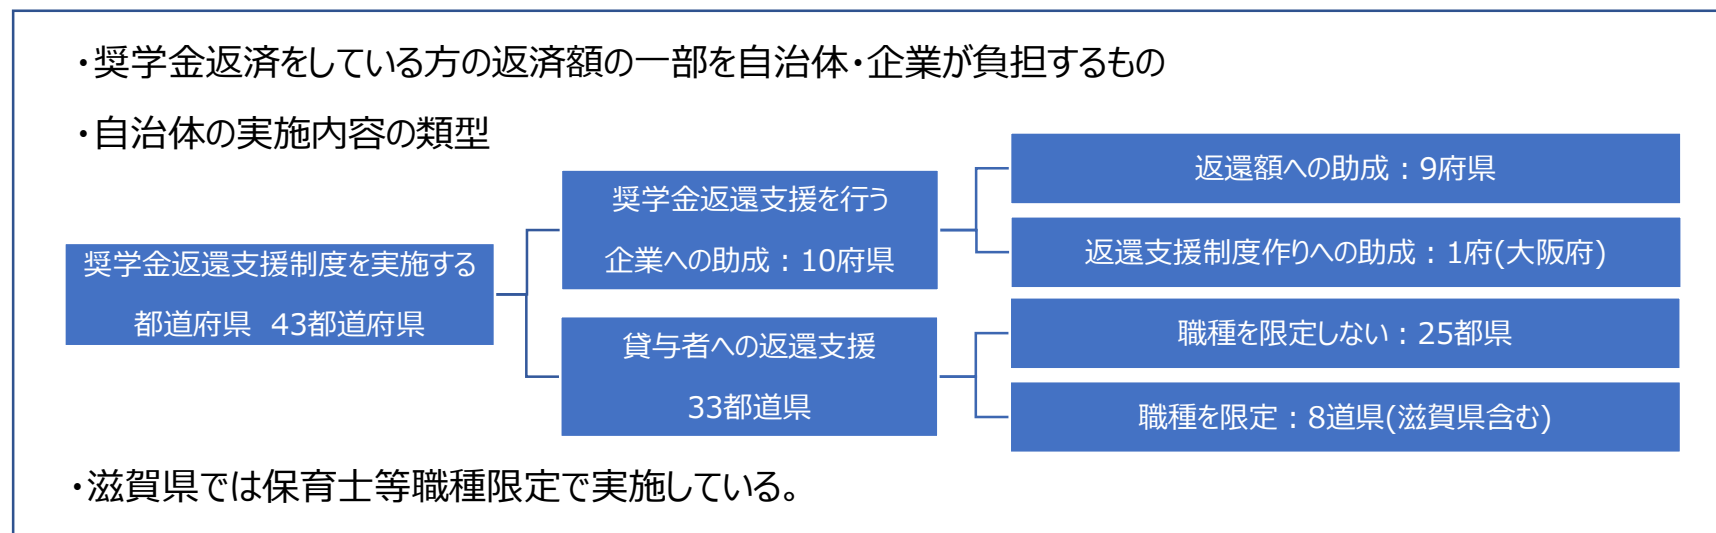 ・奨学金返済をしている方の返済額の一部を自治体・企業が負担するもの
・自治体の実施内容の類型
奨学金返還支援制度を実施する
都道府県 43都道府県
奨学金返還支援を行う
企業への助成：10府県
返還額への助成：9府県
返還支援制度作りへの助成：1府(大阪府)
貸与者への返還支援
33都道県
職種を限定しない：25都県
職種を限定：8道県(滋賀県含む)
・滋賀県では保育士等職種限定で実施している。